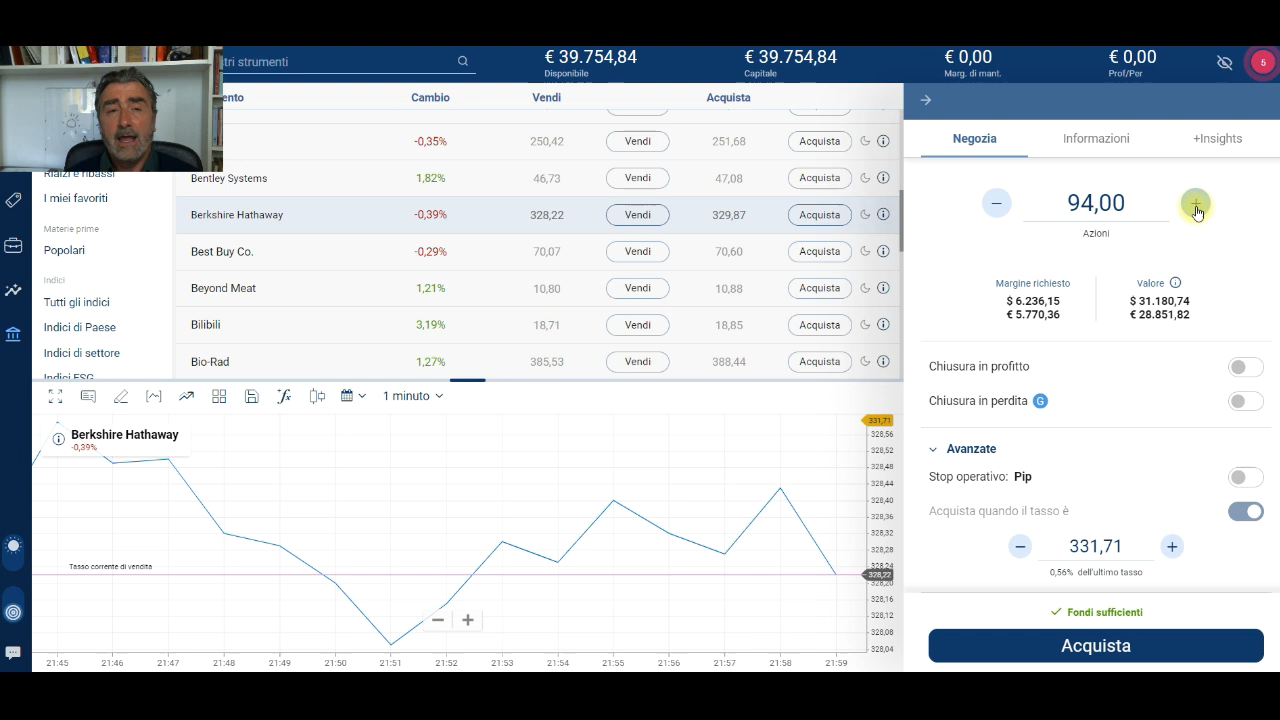 tri strumenti
€ 39.754,84
Disponibile
€ 39.754,84
Capitale
€ 0,00
Marg. di mant.
€ 0,00
Prof/Per
5
Cambio
Vendi
Acquista
-0,35%
250,42
Vendi
251,68
Acquista
Bentley Systems
1,82%
46,73
Vendi
47,08
Acquista
Berkshire Hathaway
-0,39%
328,22
Vendi
329,87
Acquista
Best Buy Co.
-0,29%
70,07
Vendi
70,60
Acquista
Beyond Meat
1,21%
10,80
Vendi
10,88
Acquista
Bilibili
3,19%
18,71
Vendi
18,85
Acquista
Bio-Rad
1,27%
385,53
Vendi
388,44
Acquista
Rialzi e ribassi
I miei favoriti
Materie prime
Popolari
Indici
Tutti gli indici
Indici di Paese
Indici di settore
Indici ESG
1 minuto
Berkshire Hathaway
-0,39%
Tasso corrente di vendita
331,71
328,56
328,52
328,48
328,44
328,40
328,36
328,32
328,28
328,24
328,22
328,20
328,16
328,12
328,08
328,04
21:45
21:46
21:47
21:48
21:49
21:50
21:51
21:52
21:53
21:54
21:55
21:56
21:57
21:58
21:59
Negozia
Informazioni
+Insights
94,00
Azioni
Margine richiesto
$ 6.236,15
€ 5.770,36
Valore
$ 31.180,74
€ 28.851,82
Chiusura in profitto
Chiusura in perdita G
Avanzate
Stop operativo: Pip
Acquista quando il tasso è
331,71
0,56% dell'ultimo tasso
Fondi sufficienti
Acquista